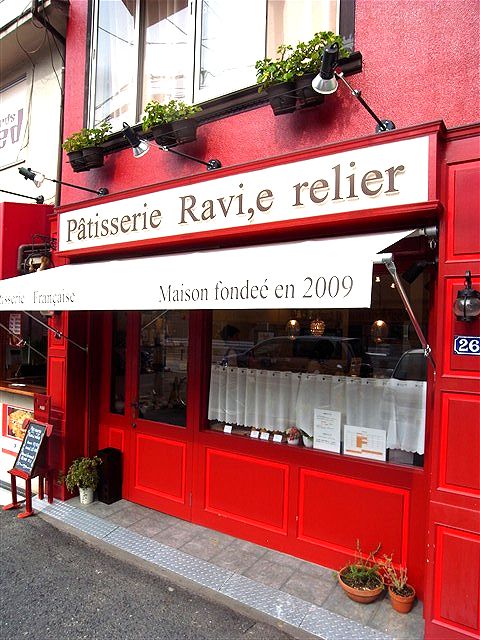 Pâtisserie Ravi,e relier
tisserie Française
Maison fondeé en 2009
26